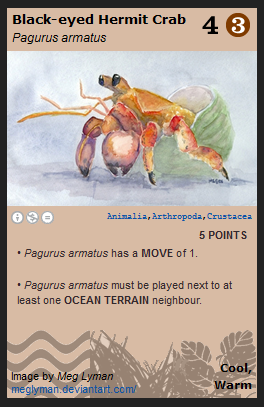 Black-eyed Hermit Crab 4 3
Pagurus armatus
Animalia, Arthropoda, Crustacea
5 POINTS
• Pagurus armatus has a MOVE of 1.
• Pagurus armatus must be played next to at
least one OCEAN TERRAIN neighbour.
Cool,
Warm
Image by Meg Lyman
meglyman.deviantart.com/